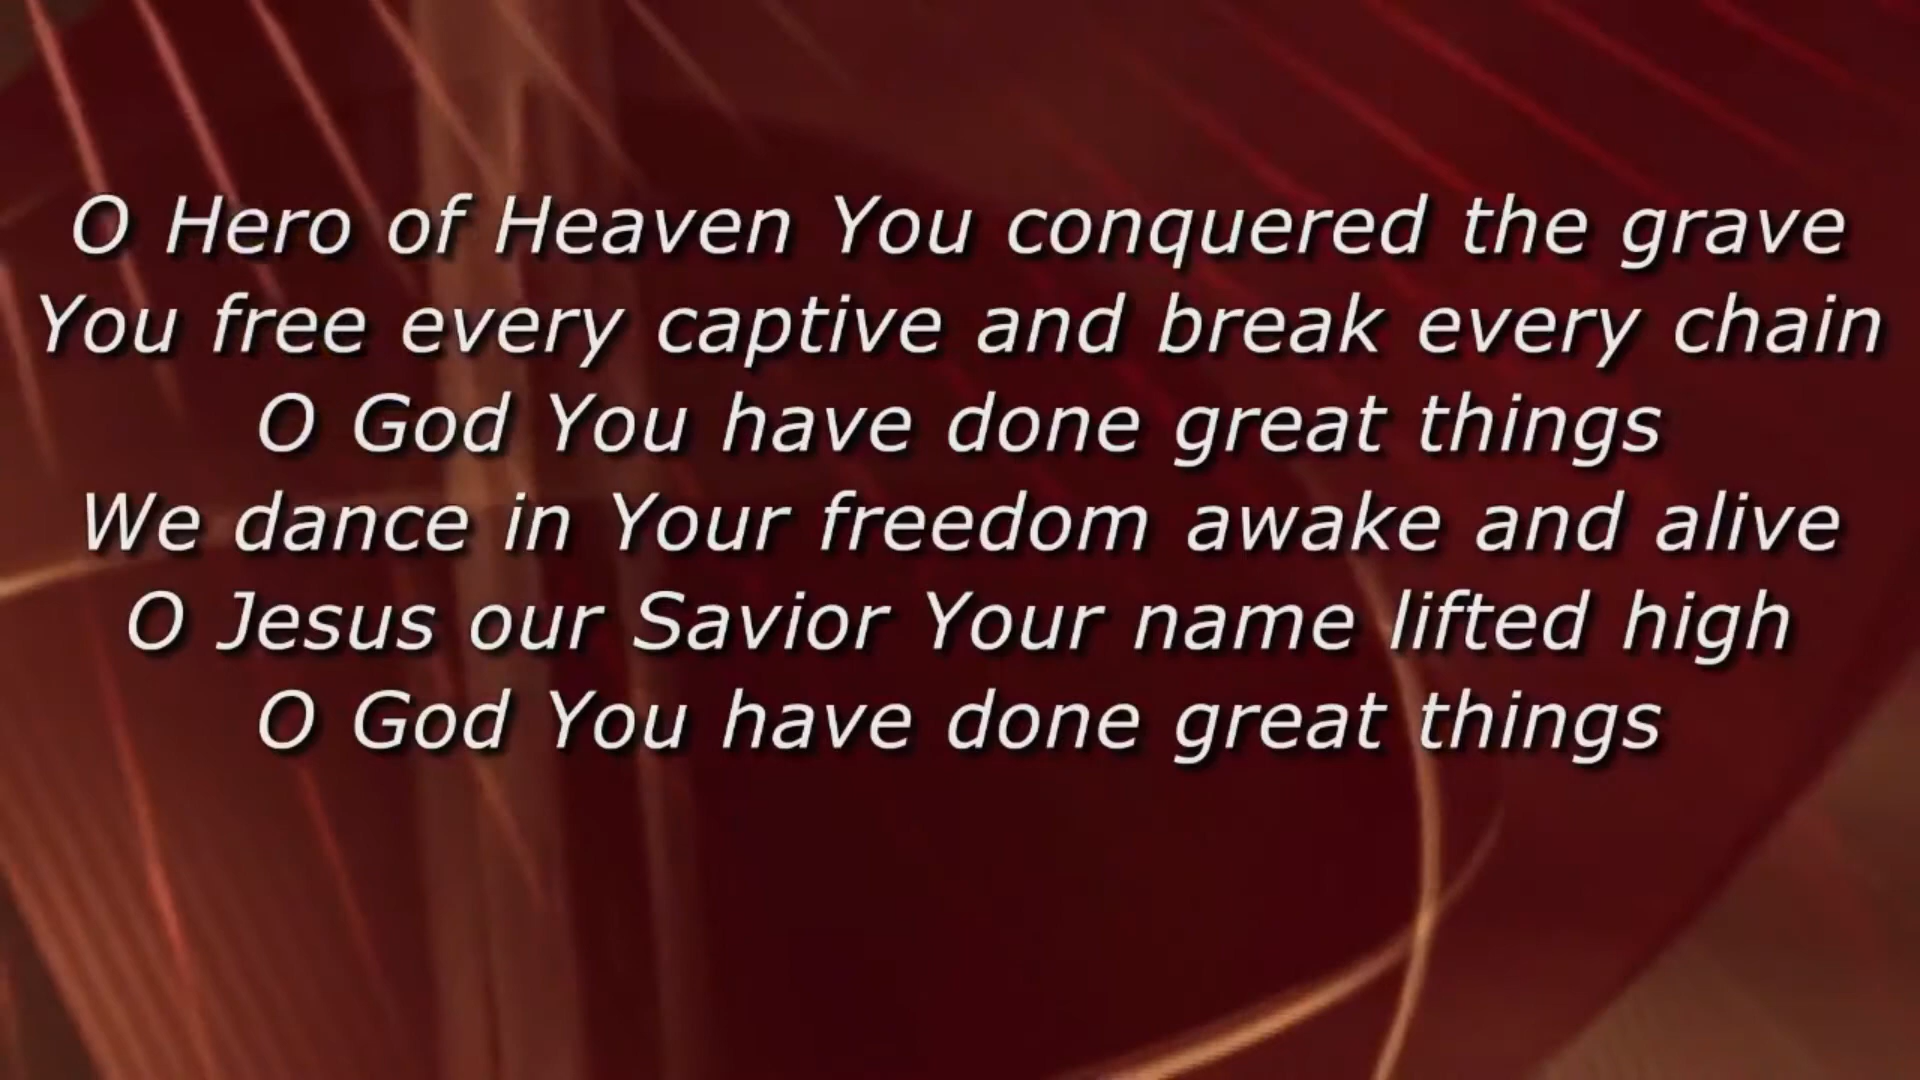 O Hero of Heaven You conquered the grave
You free every captive and break every chain
O God You have done great things
We dance in Your freedom awake and alive
O Jesus our Savior Your name lifted high
O God You have done great things